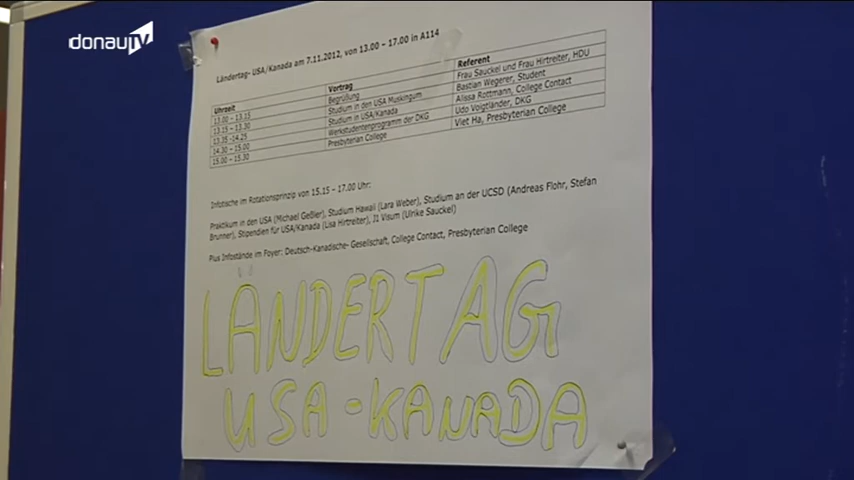 donauTV
Ländertag- USA/Kanada am 7.11.2012, von 13.00 – 17.00 in A114
Uhrzeit Vortrag Referent
13.00 – 13.15 Begrüßung Frau Sauckel und Frau Hirtreiter, HDU
13.15 – 13.30 Studium in den USA Muskingum Bastian Wegerer, Student
13.35 -14.25 Studium in USA/Kanada Alissa Rottmann, College Contact
14.30 – 15.00 Werkstudentenprogramm der DKG Udo Voigtländer, DKG
15.00 – 15.30 Presbyterian College Viet Ha, Presbyterian College
Infotische im Rotationsprinzip von 15.15 – 17.00 Uhr:
Praktikum in den USA (Michael Geßler), Studium Hawaii (Lara Weber), Studium an der UCSD (Andreas Flohr, Stefan
Brunner), Stipendien für USA/Kanada (Lisa Hirtreiter), J1 Visum (Ulrike Sauckel)
Plus Infostände im Foyer: Deutsch-Kanadische- Gesellschaft, College Contact, Presbyterian College
LÄNDERTAG
USA-KANADA